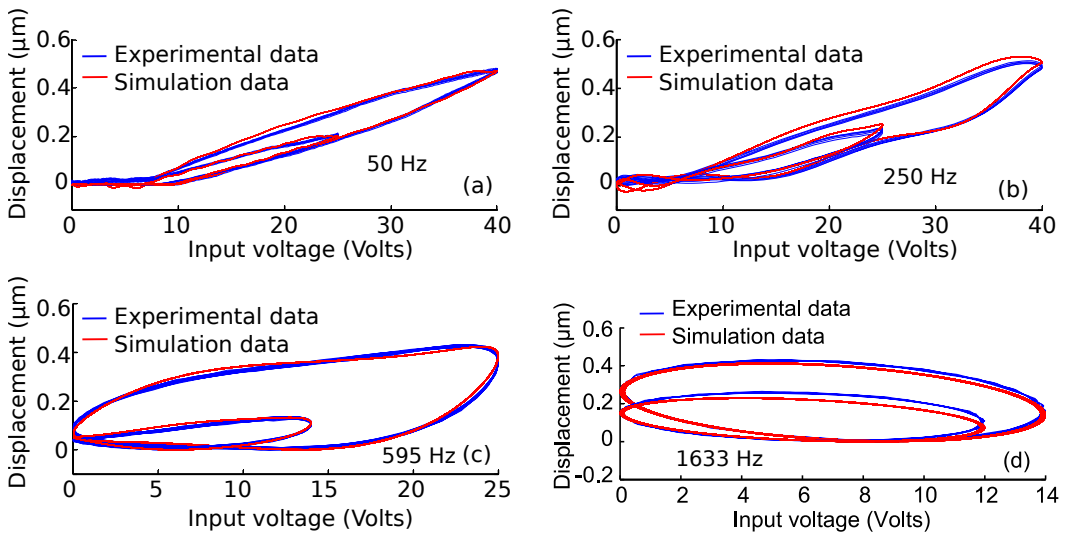 Displacement (μm)
0.6
0.4
0.2
0
Experimental data
Simulation data
50 Hz
(a)
0
10
20
30
40
Input voltage (Volts)
Displacement (μm)
0.6
0.4
0.2
0
Experimental data
Simulation data
250 Hz
(b)
0
10
20
30
40
Input voltage (Volts)
Displacement (μm)
0.6
0.4
0.2
0
Experimental data
Simulation data
595 Hz (c)
0
5
10
15
20
25
Input voltage (Volts)
Displacement (μm)
0.6
0.4
0.2
0
-0.2
Experimental data
Simulation data
1633 Hz
(d)
0
2
4
6
8
10
12
14
Input voltage (Volts)